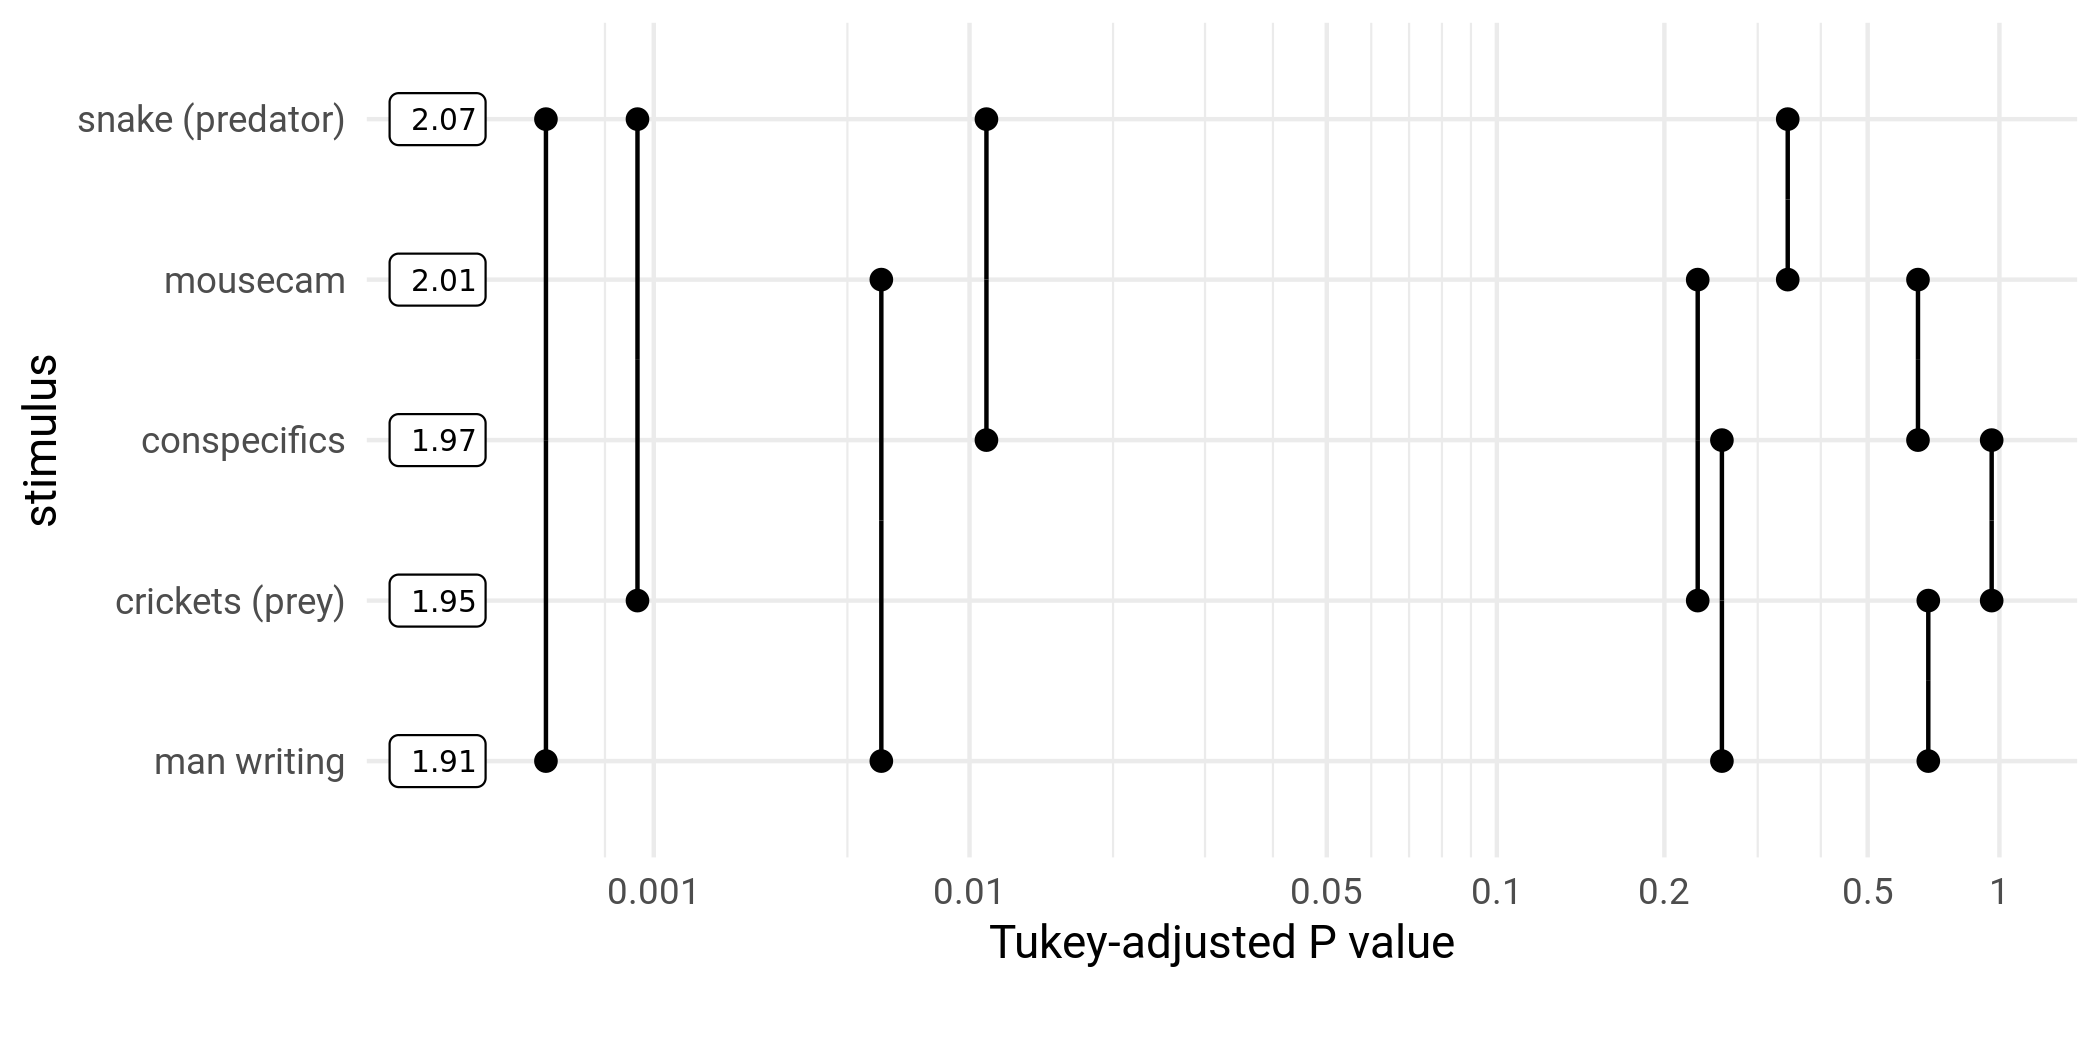 stimulus
snake (predator) 2.07
mousecam 2.01
conspecifics 1.97
crickets (prey) 1.95
man writing 1.91
0.001 0.01 0.05 0.1 0.2 0.5 1
Tukey-adjusted P value